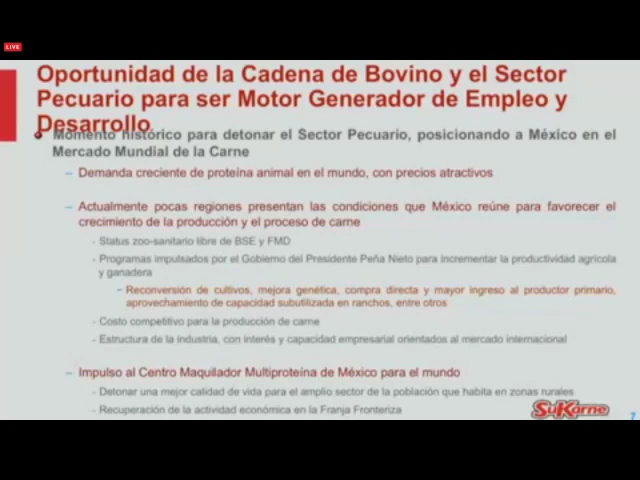 LIVE
Oportunidad de la Cadena de Bovino y el Sector
Pecuario para ser Motor Generador de Empleo y
Desarrollo
Momento histórico para detonar el Sector Pecuario, posicionando a México en el
Mercado Mundial de la Carne
– Demanda creciente de proteína animal en el mundo, con precios atractivos
– Actualmente pocas regiones presentan las condiciones que México reúne para favorecer el
crecimiento de la producción y el proceso de carne
- Status zoo-sanitario libre de BSE y FMD
- Programas impulsados por el Gobierno del Presidente Peña Nieto para incrementar la productividad agrícola
y ganadera
– Reconversión de cultivos, mejora genética, compra directa y mayor ingreso al productor primario,
aprovechamiento de capacidad subutilizada en ranchos, entre otros
- Costo competitivo para la producción de carne
- Estructura de la industria, con interés y capacidad empresarial orientados al mercado internacional
– Impulso al Centro Maquilador Multiproteína de México para el mundo
- Detonar una mejor calidad de vida para el amplio sector de la población que habita en zonas rurales.
- Recuperación de la actividad económica en la Franja Fronteriza
SuKarne
7